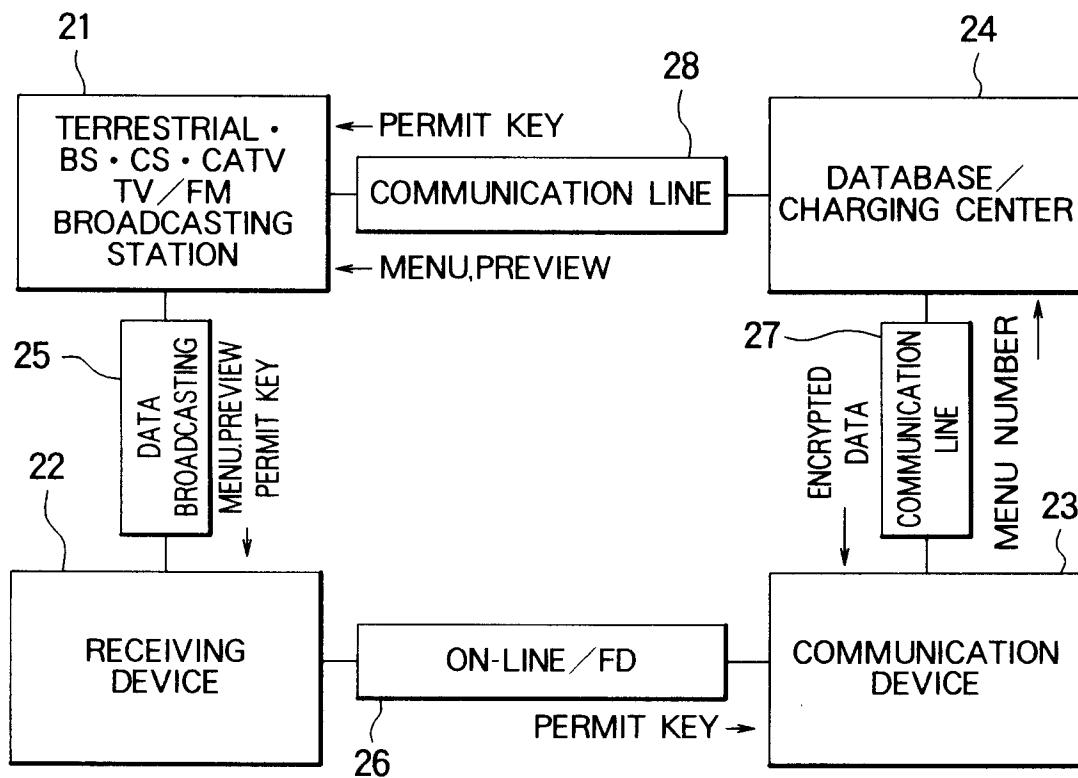 21
24
28
TERRESTRIAL・
BS・CS・CATV
TV/FM
BROADCASTING
STATION
← PERMIT KEY
COMMUNICATION LINE
← MENU,PREVIEW
DATABASE/
CHARGING CENTER
25
DATA
BROADCASTING
MENU.PREVIEW
PERMIT KEY
27
ENCRYPTED
DATA
COMMUNICATION
LINE
MENU NUMBER
22
23
RECEIVING
DEVICE
ON-LINE/FD
COMMUNICATION
DEVICE
26
PERMIT KEY →